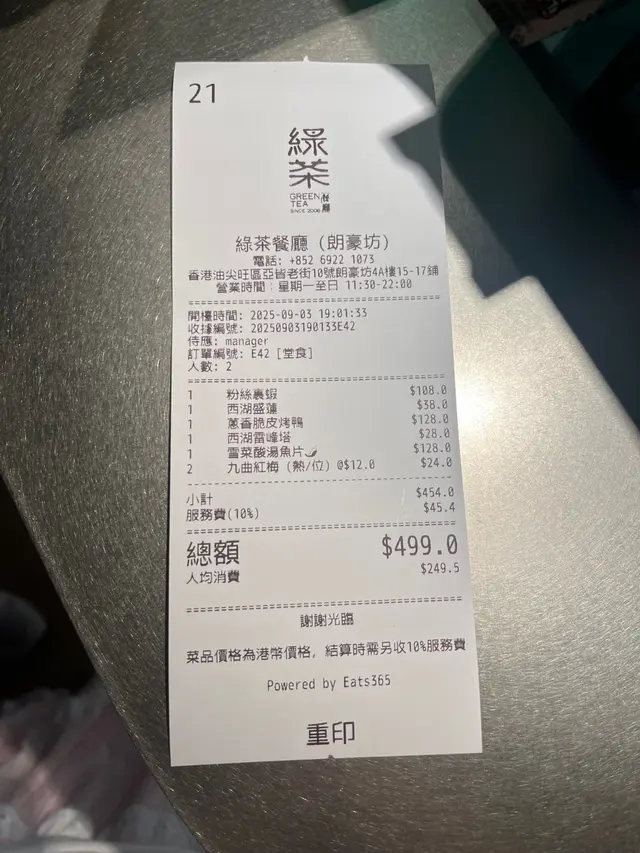 21
綠茶
GREEN TEA 餐廳
SINCE 2008
綠茶餐廳 (朗豪坊)
電話: +852 6922 1073
香港油尖旺區亞皆老街10號朗豪坊4A樓15-17鋪
營業時間: 星期一至日 11:30-22:00
開檯時間: 2025-09-03 19:01:33
收據編號: 20250903190133E42
侍應: manager
訂單編號: E42 [堂食]
人數: 2
1 粉絲裹蝦 $108.0
1 西湖盛蓮 $38.0
1 蔥香脆皮烤鴨 $128.0
1 西湖雷峰塔 $28.0
1 雪菜酸湯魚片🌶 $128.0
2 九曲紅梅 (熱/位) @$12.0 $24.0
小計 $454.0
服務費(10%) $45.4
總額 $499.0
人均消費 $249.5
謝謝光臨
菜品價格為港幣價格, 結算時需另收10%服務費
Powered by Eats365
重印